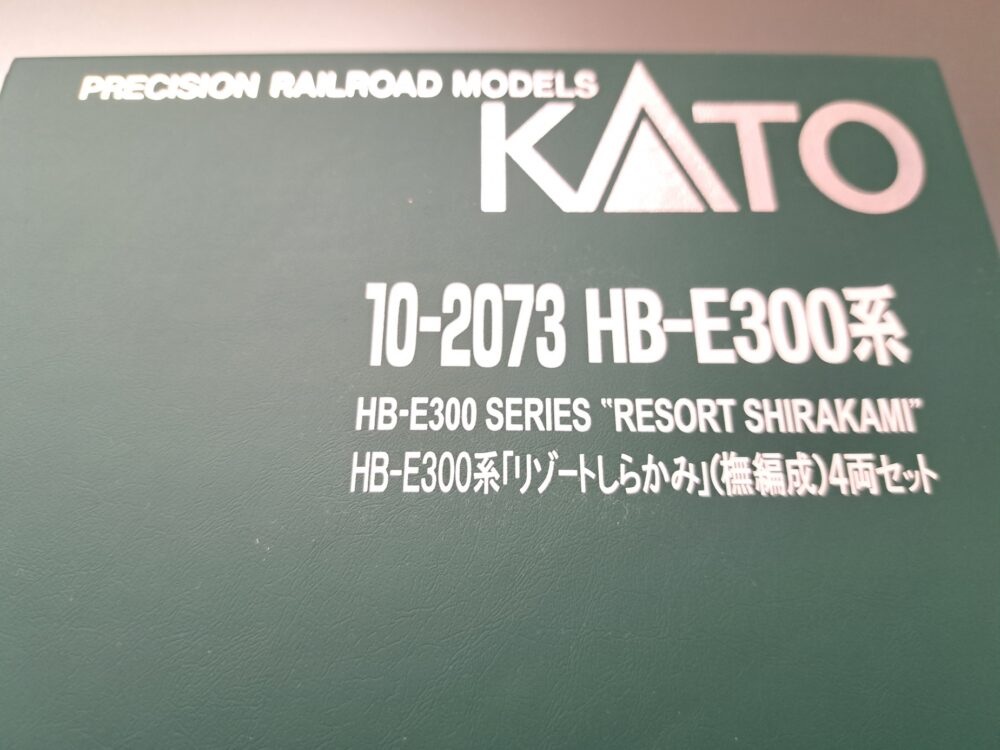 PRECISION RAILROAD MODELS
KATO
10-2073 HB-E300系
HB-E300 SERIES “RESORT SHIRAKAMI”
HB-E300系「リゾートしらかみ」(橅編成)4両セット